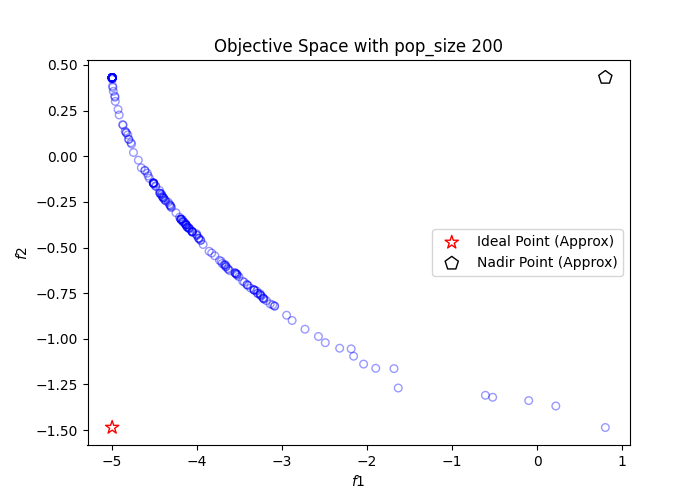 Objective Space with pop_size 200
0.50
0.25
0.00
−0.25
−0.50
−0.75
−1.00
−1.25
−1.50
f2
Ideal Point (Approx)
Nadir Point (Approx)
−5 −4 −3 −2 −1 0 1
f1